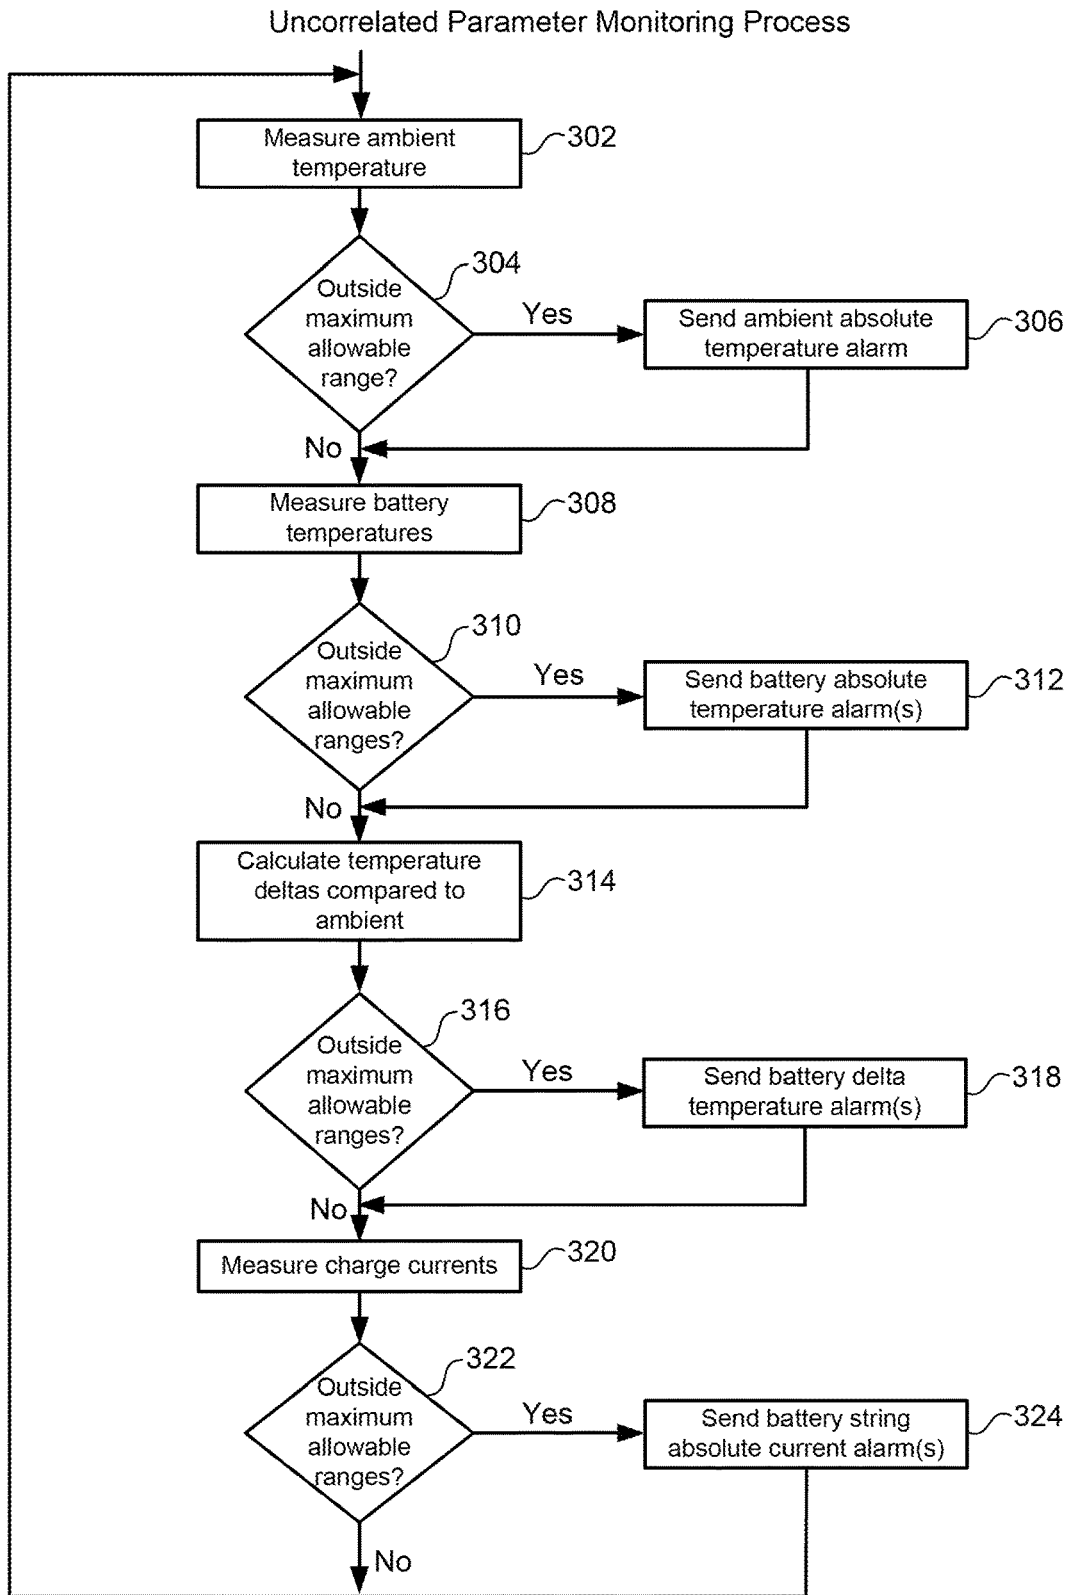 Uncorrelated Parameter Monitoring Process
Measure ambient
temperature
302
304
Outside
maximum
allowable
range?
Yes
Send ambient absolute
temperature alarm
306
No
Measure battery
temperatures
308
310
Outside
maximum
allowable
ranges?
Yes
Send battery absolute
temperature alarm(s)
312
No
Calculate temperature
deltas compared to
ambient
314
316
Outside
maximum
allowable
ranges?
Yes
Send battery delta
temperature alarm(s)
318
No
Measure charge currents
320
322
Outside
maximum
allowable
ranges?
Yes
Send battery string
absolute current alarm(s)
324
No